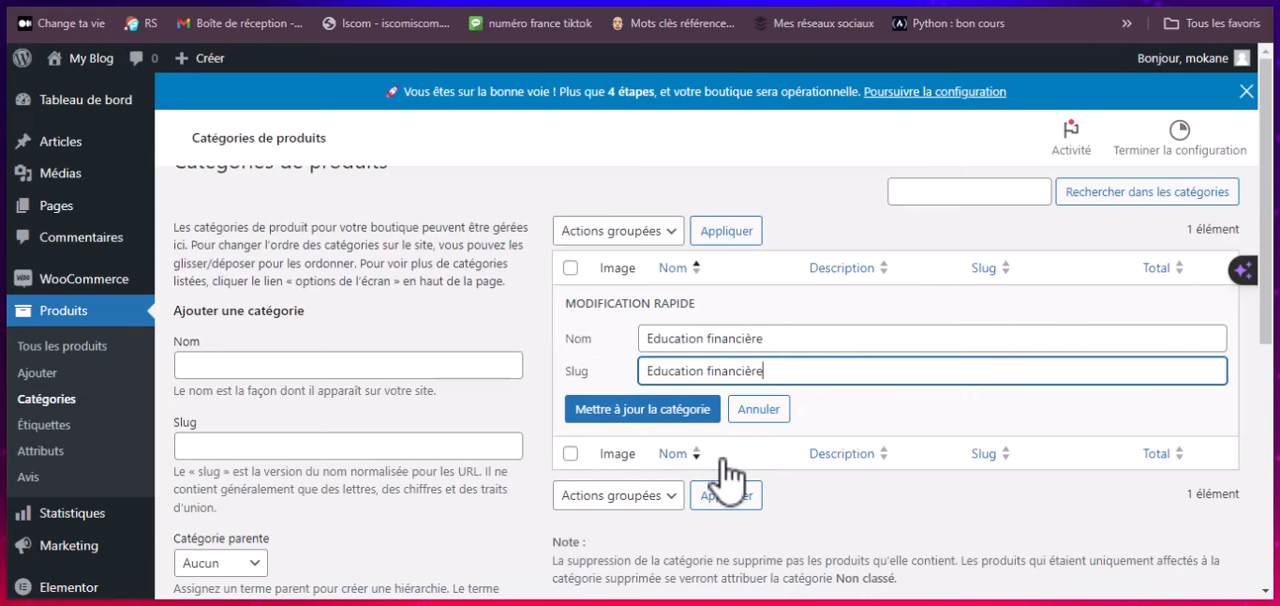 Change ta vie
RS
Boîte de réception -...
Iscom - iscomiscom....
numéro france tiktok
Mots clés référence...
Mes réseaux sociaux
Python : bon cours
»
Tous les favoris
My Blog
0
Créer
Bonjour, mokane
Tableau de bord
Articles
Médias
Pages
Commentaires
WooCommerce
Produits
Tous les produits
Ajouter
Catégories
Étiquettes
Attributs
Avis
Statistiques
Marketing
Elementor
Vous êtes sur la bonne voie ! Plus que 4 étapes, et votre boutique sera opérationnelle. Poursuivre la configuration
Catégories de produits
Activité
Terminer la configuration
Catégories de produits
Rechercher dans les catégories
Les catégories de produit pour votre boutique peuvent être gérées
ici. Pour changer l'ordre des catégories sur le site, vous pouvez les
glisser/déposer pour les ordonner. Pour voir plus de catégories
listées, cliquer le lien « options de l'écran » en haut de la page.
Ajouter une catégorie
Nom
Le nom est la façon dont il apparaît sur votre site.
Slug
Le « slug » est la version du nom normalisée pour les URL. Il ne
contient généralement que des lettres, des chiffres et des traits
d'union.
Catégorie parente
Aucun
Assignez un terme parent pour créer une hiérarchie. Le terme
Actions groupées
Appliquer
1 élément
Image Nom Description Slug Total
MODIFICATION RAPIDE
Nom Education financière
Slug Education financière
Mettre à jour la catégorie
Annuler
Image Nom Description Slug Total
Actions groupées
Appliquer
1 élément
Note :
La suppression de la catégorie ne supprime pas les produits qu'elle contient. Les produits qui étaient uniquement affectés à la
catégorie supprimée se verront attribuer la catégorie Non classé.